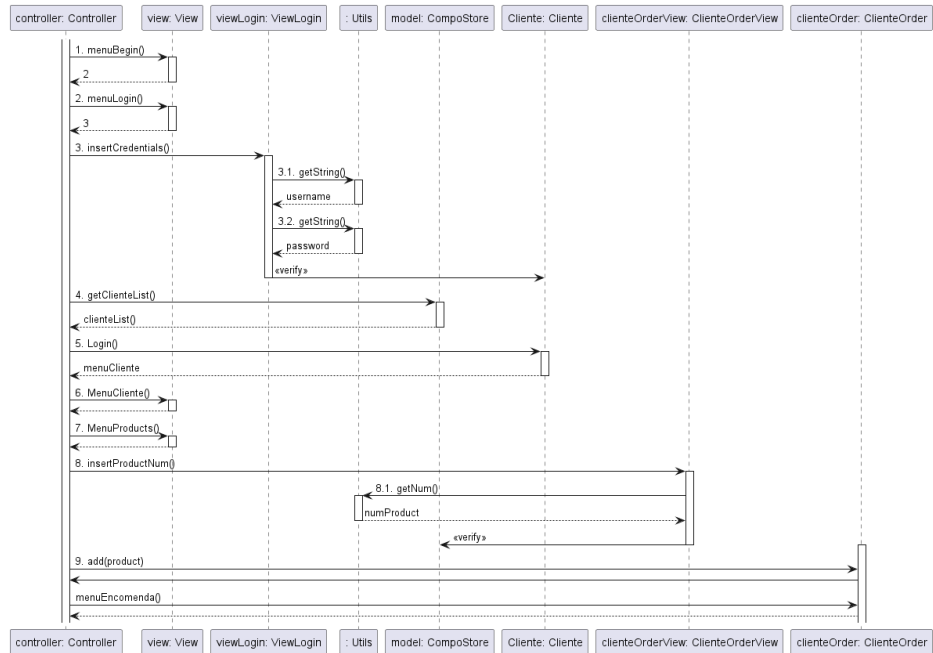 controller: Controller
view: View
viewLogin: ViewLogin
: Utils
model: CompoStore
Cliente: Cliente
clienteOrderView: ClienteOrderView
clienteOrder: ClienteOrder
1. menuBegin()
2
2. menuLogin()
3
3. insertCredentials()
3.1. getString()
username
3.2. getString()
password
«verify»
4. getClienteList()
clienteList()
5. Login()
menuCliente
6. MenuCliente()
7. MenuProducts()
8. insertProductNum()
8.1. getNum()
numProduct
«verify»
9. add(product)
menuEncomenda()
controller: Controller
view: View
viewLogin: ViewLogin
: Utils
model: CompoStore
Cliente: Cliente
clienteOrderView: ClienteOrderView
clienteOrder: ClienteOrder